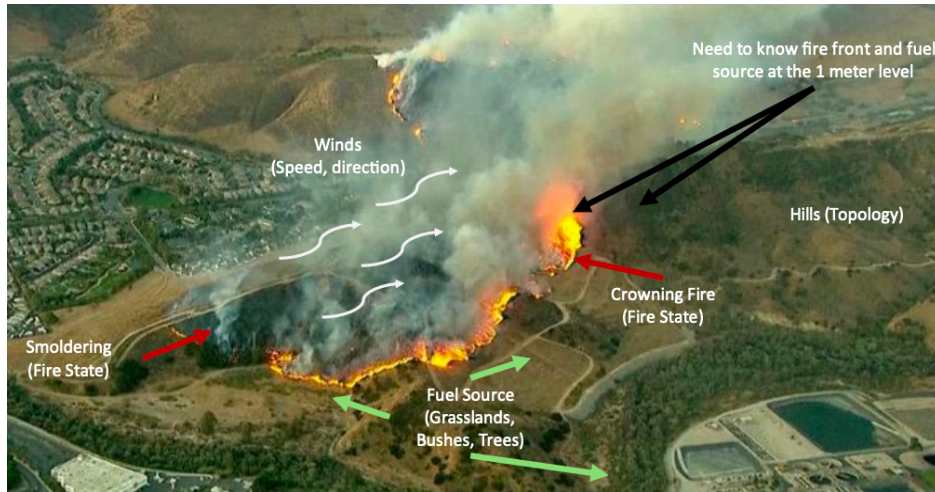 Need to know fire front and fuel
source at the 1 meter level
Winds
(Speed, direction)
Hills (Topology)
Crowning Fire
(Fire State)
Smoldering
(Fire State)
Fuel Source
(Grasslands,
Bushes, Trees)